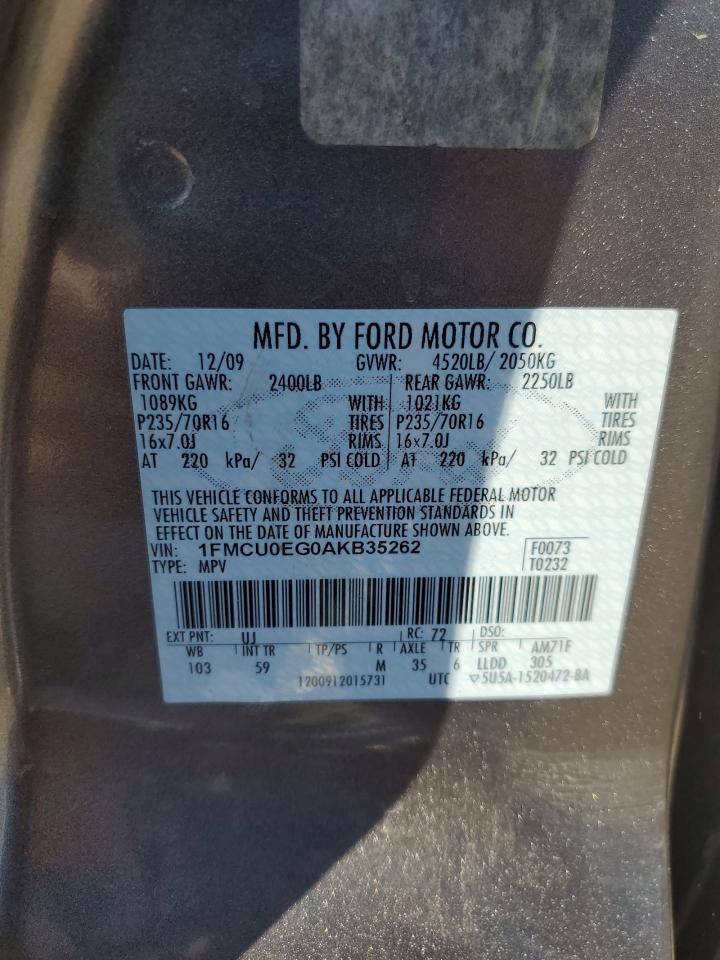 MFD. BY FORD MOTOR CO.
DATE: 12/09 GVWR: 4520LB/ 2050KG
FRONT GAWR: 2400LB REAR GAWR: 2250LB
1089KG WITH 1021KG WITH
P235/70R16 TIRES P235/70R16 TIRES
16x7.0J RIMS 16x7.0J RIMS
AT 220 kPa/ 32 PSI COLD AT 220 kPa/ 32 PSI COLD
THIS VEHICLE CONFORMS TO ALL APPLICABLE FEDERAL MOTOR
VEHICLE SAFETY AND THEFT PREVENTION STANDARDS IN
EFFECT ON THE DATE OF MANUFACTURE SHOWN ABOVE.
VIN: 1FMCU0EG0AKB35262 F0073
TYPE: MPV T0232
EXT PNT: UJ RC: 72 DSO:
WB INT TR TP/PS R AXLE TR SPR AM71F
103 59 M 35 6 LLDD 305
1200912015731 UTC ▽5U5A-1520472-BA